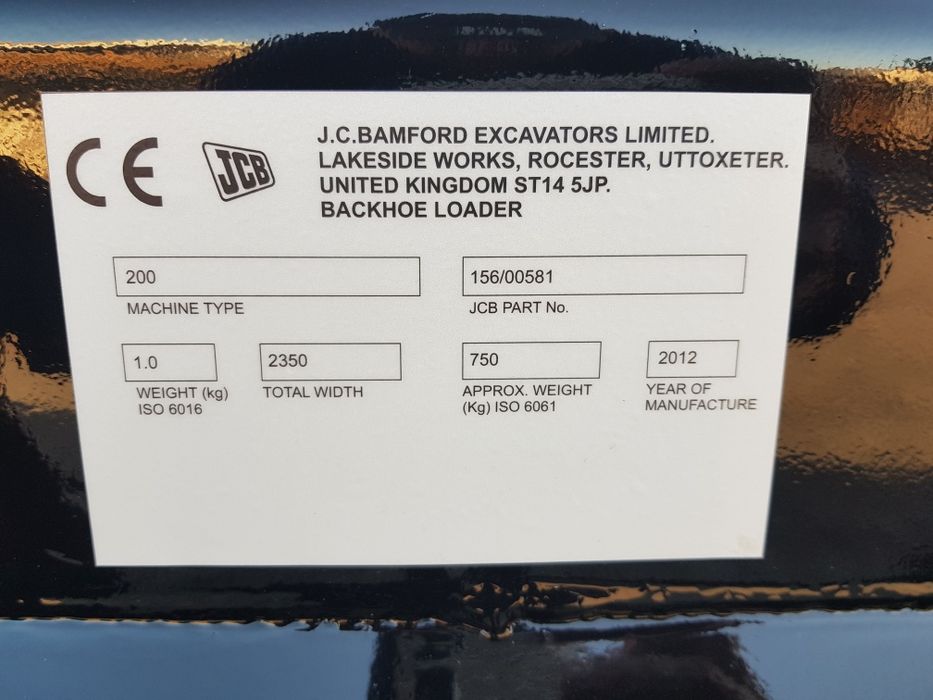 CE
JCB
J.C.BAMFORD EXCAVATORS LIMITED.
LAKESIDE WORKS, ROCESTER, UTTOXETER.
UNITED KINGDOM ST14 5JP.
BACKHOE LOADER
200
MACHINE TYPE
156/00581
JCB PART No.
1.0
WEIGHT (kg)
ISO 6016
2350
TOTAL WIDTH
750
APPROX. WEIGHT
(Kg) ISO 6061
2012
YEAR OF
MANUFACTURE